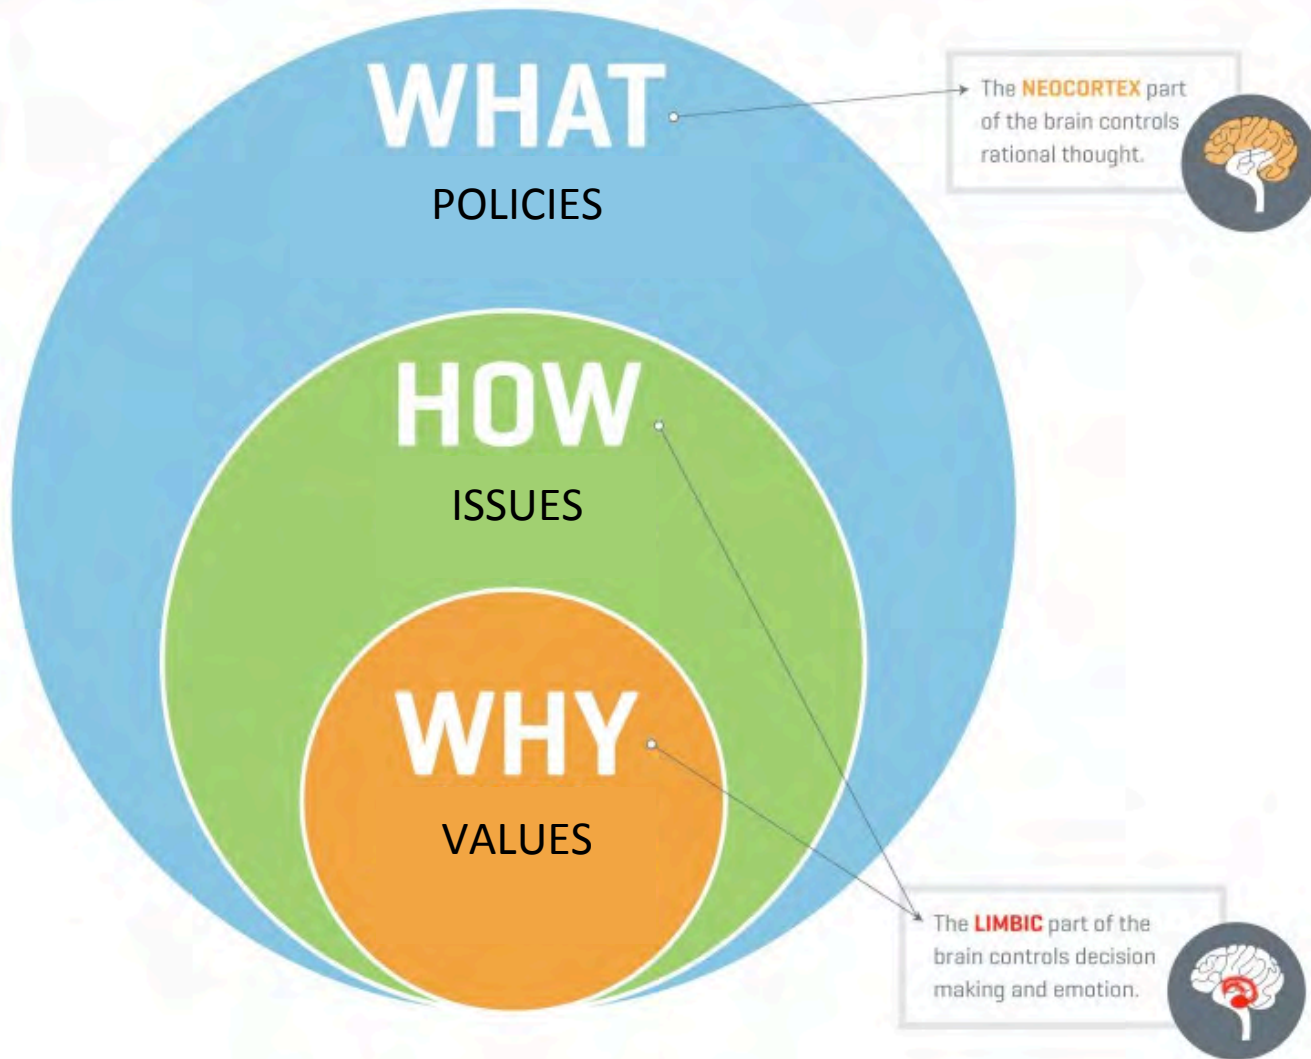 WHAT
POLICIES
The NEOCORTEX part
of the brain controls
rational thought.
HOW
ISSUES
WHY
VALUES
The LIMBIC part of the
brain controls decision
making and emotion.